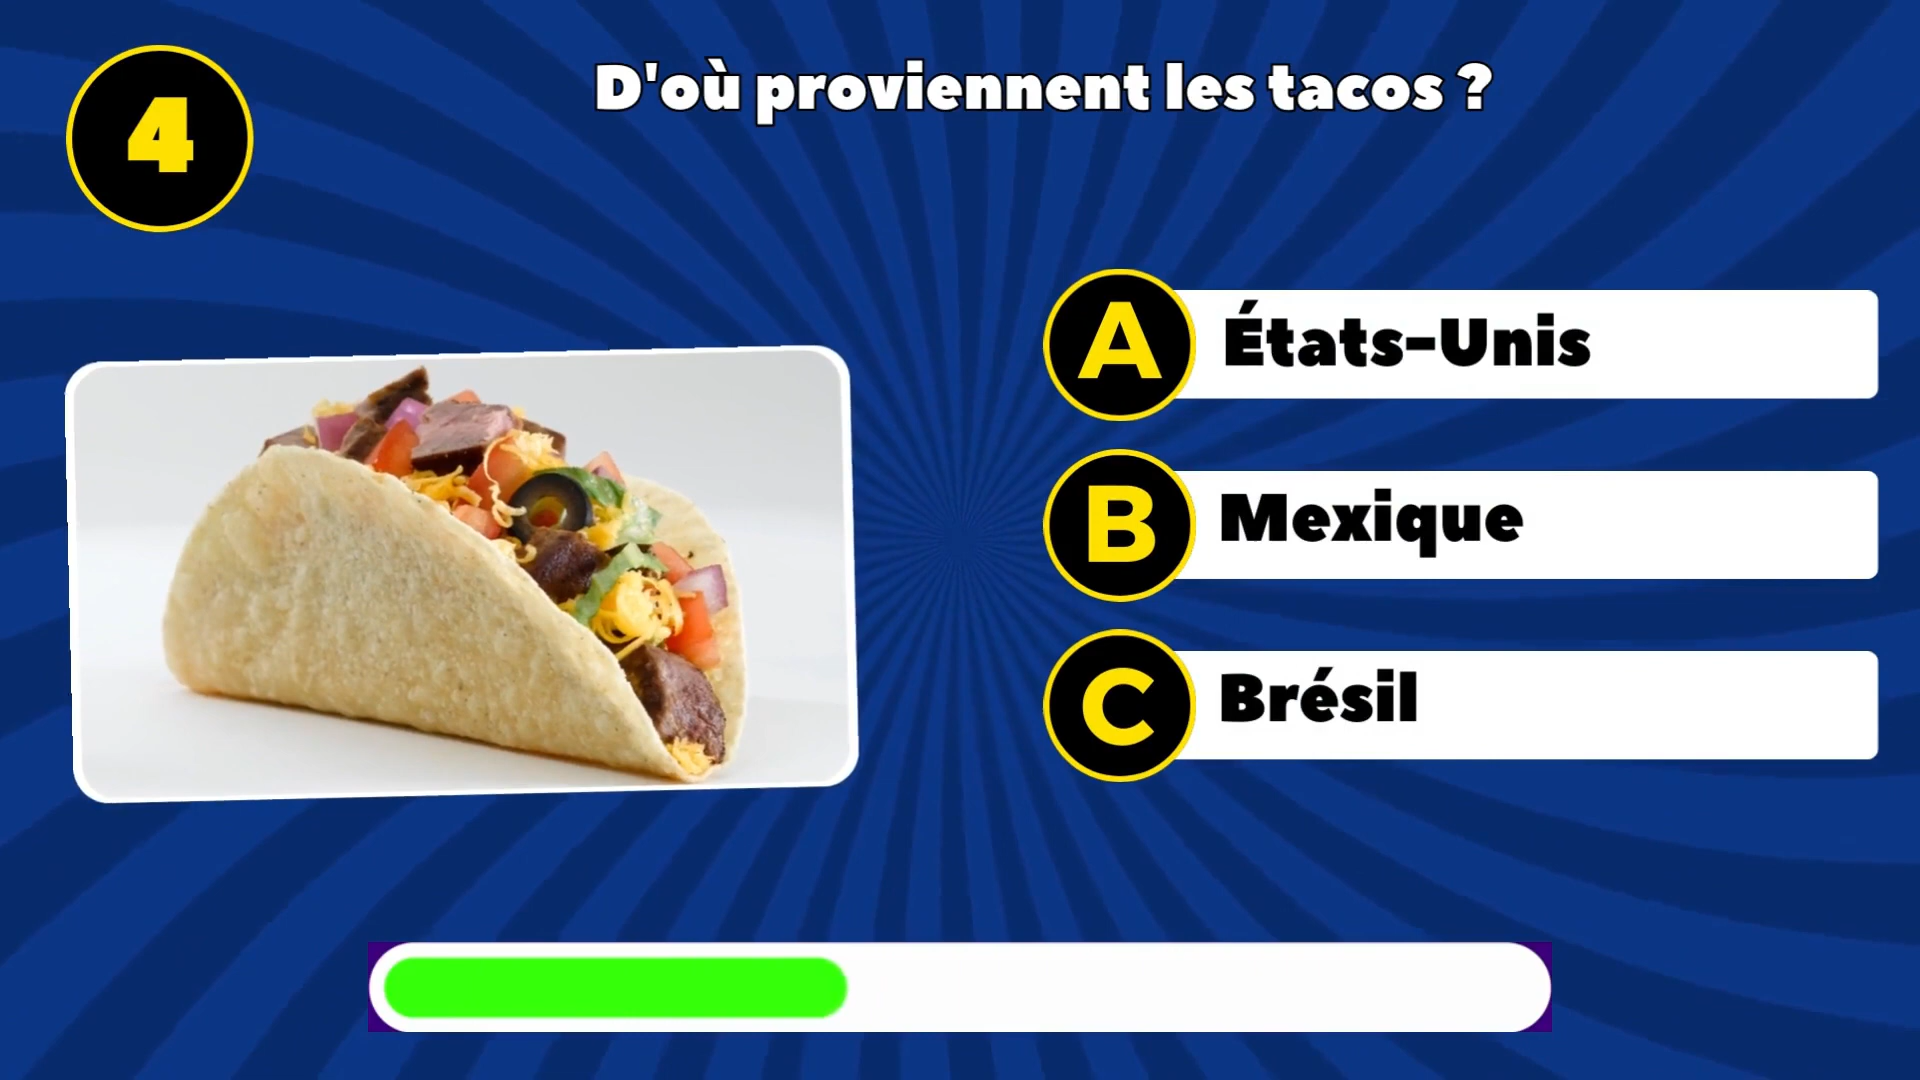 4
D'où proviennent les tacos ?
A États-Unis
B Mexique
C Brésil